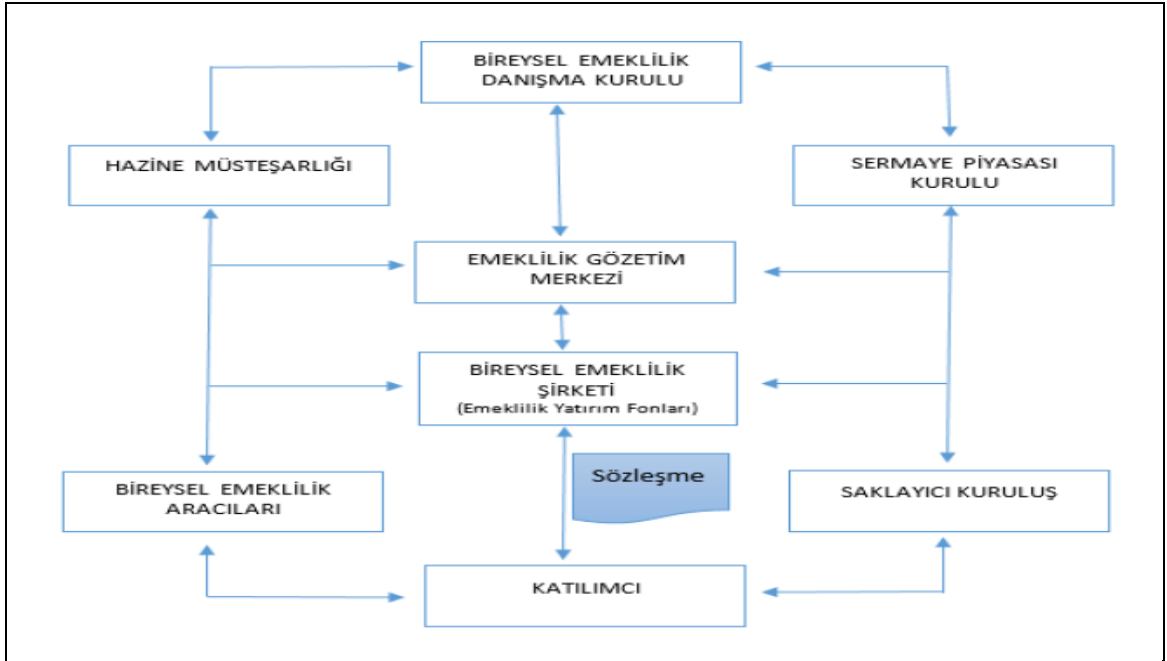 BİREYSEL EMEKLİLİK
DANIŞMA KURULU
HAZİNE MÜSTEŞARLIĞI
SERMAYE PİYASASI
KURULU
EMEKLİLİK GÖZETİM
MERKEZİ
BİREYSEL EMEKLİLİK
ŞİRKETİ
(Emeklilik Yatırım Fonları)
Sözleşme
BİREYSEL EMEKLİLİK
ARACILARI
SAKLAYICI KURULUŞ
KATILIMCI